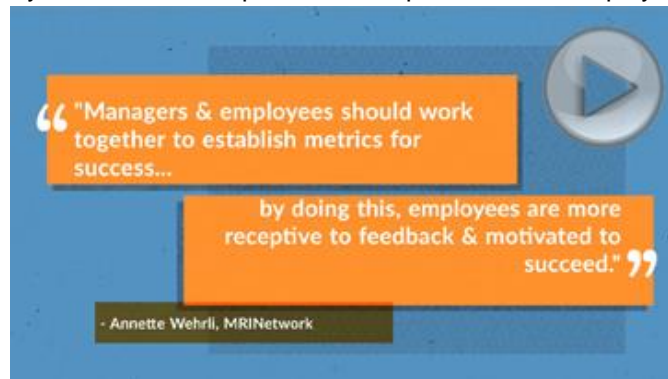 “ "Managers & employees should work
together to establish metrics for
success...
by doing this, employees are more
receptive to feedback & motivated to
succeed." ”
- Annette Wehrli, MRINetwork